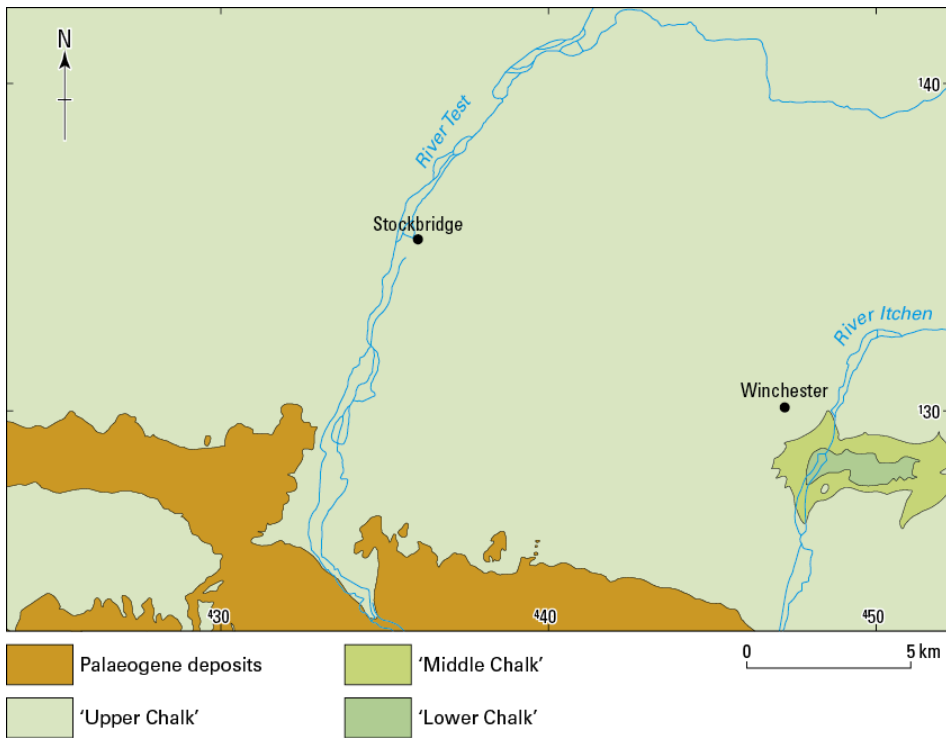 N
¹40
River Test
Stockbridge
River Itchen
Winchester
¹30
⁴30
⁴40
⁴50
Palaeogene deposits
'Middle Chalk'
0 5 km
'Upper Chalk'
'Lower Chalk'